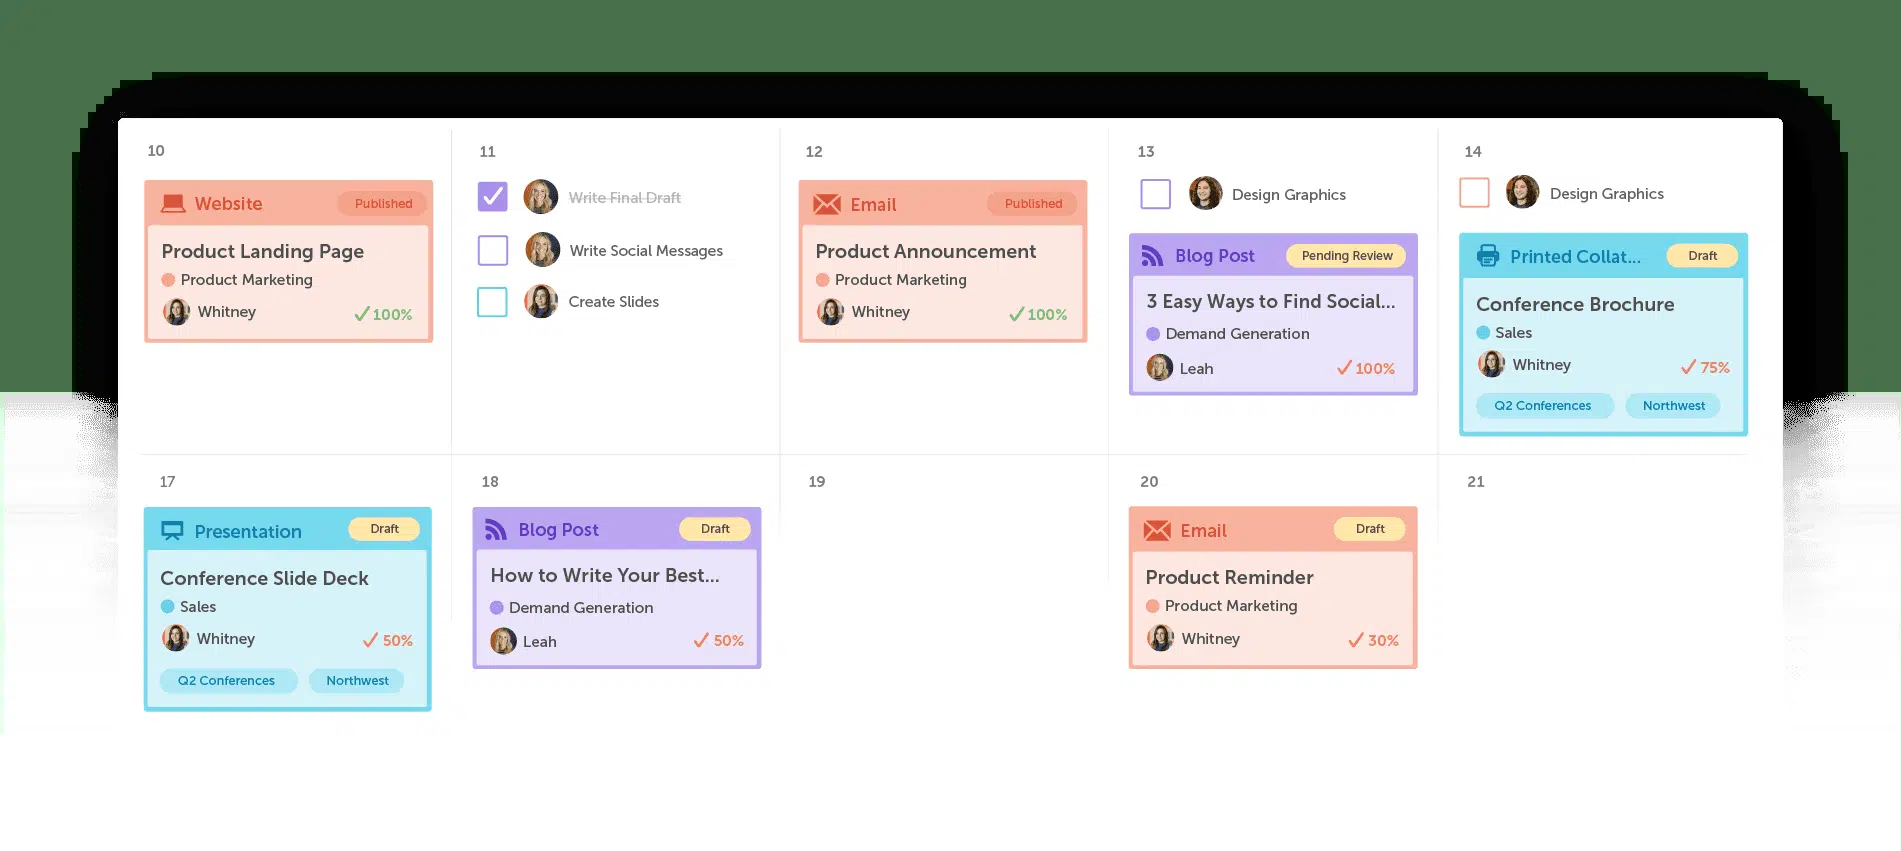 10
Website
Published
Product Landing Page
Product Marketing
Whitney
100%
11
Write Final Draft
Write Social Messages
Create Slides
12
Email
Published
Product Announcement
Product Marketing
Whitney
100%
13
Design Graphics
Blog Post
Pending Review
3 Easy Ways to Find Social...
Demand Generation
Leah
100%
14
Design Graphics
Printed Collat...
Draft
Conference Brochure
Sales
Whitney
75%
Q2 Conferences
Northwest
17
Presentation
Draft
Conference Slide Deck
Sales
Whitney
50%
Q2 Conferences
Northwest
18
Blog Post
Draft
How to Write Your Best...
Demand Generation
Leah
50%
19
20
Email
Draft
Product Reminder
Product Marketing
Whitney
30%
21